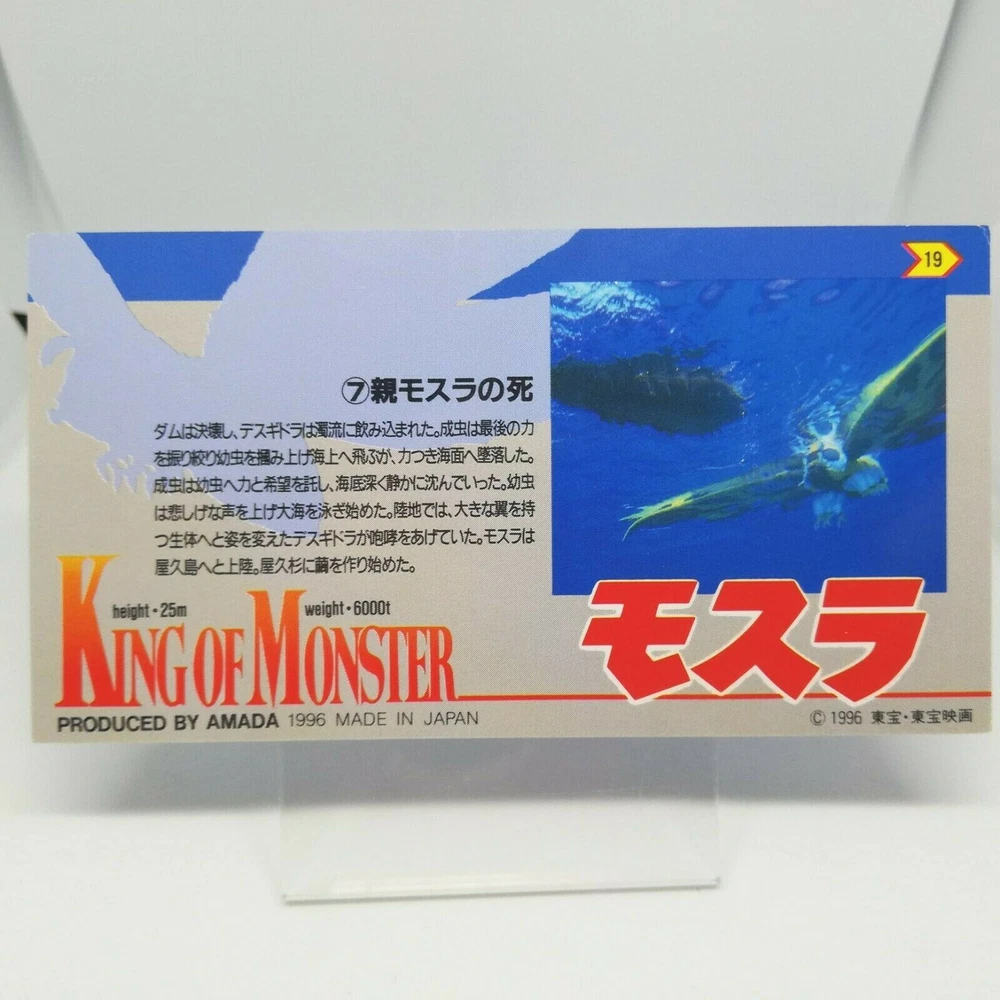 19
⑦親モスラの死
ダムは決壊し、デスギドラは濁流に飲み込まれた。成虫は最後の力
を振り絞り幼虫を掴み上げ海上へ飛ぶが、力つき海面へ墜落した。
成虫は幼虫へ力と希望を託し、海底深く静かに沈んでいった。幼虫
は悲しげな声を上げ大海を泳ぎ始めた。陸地では、大きな翼を持
つ生体へと姿を変えたデスギドラが咆哮をあげていた。モスラは
屋久島へと上陸。屋久杉に繭を作り始めた。
height・25m weight・6000t
KING OF MONSTER
モスラ
PRODUCED BY AMADA 1996 MADE IN JAPAN
© 1996 東宝・東宝映画